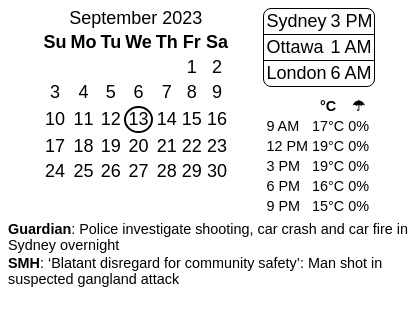 September 2023
Su Mo Tu We Th Fr Sa
1 2
3 4 5 6 7 8 9
10 11 12 13 14 15 16
17 18 19 20 21 22 23
24 25 26 27 28 29 30
Sydney 3 PM
Ottawa 1 AM
London 6 AM
°C ☂
9 AM 17°C 0%
12 PM 19°C 0%
3 PM 19°C 0%
6 PM 16°C 0%
9 PM 15°C 0%
Guardian: Police investigate shooting, car crash and car fire in
Sydney overnight
SMH: ‘Blatant disregard for community safety’: Man shot in
suspected gangland attack